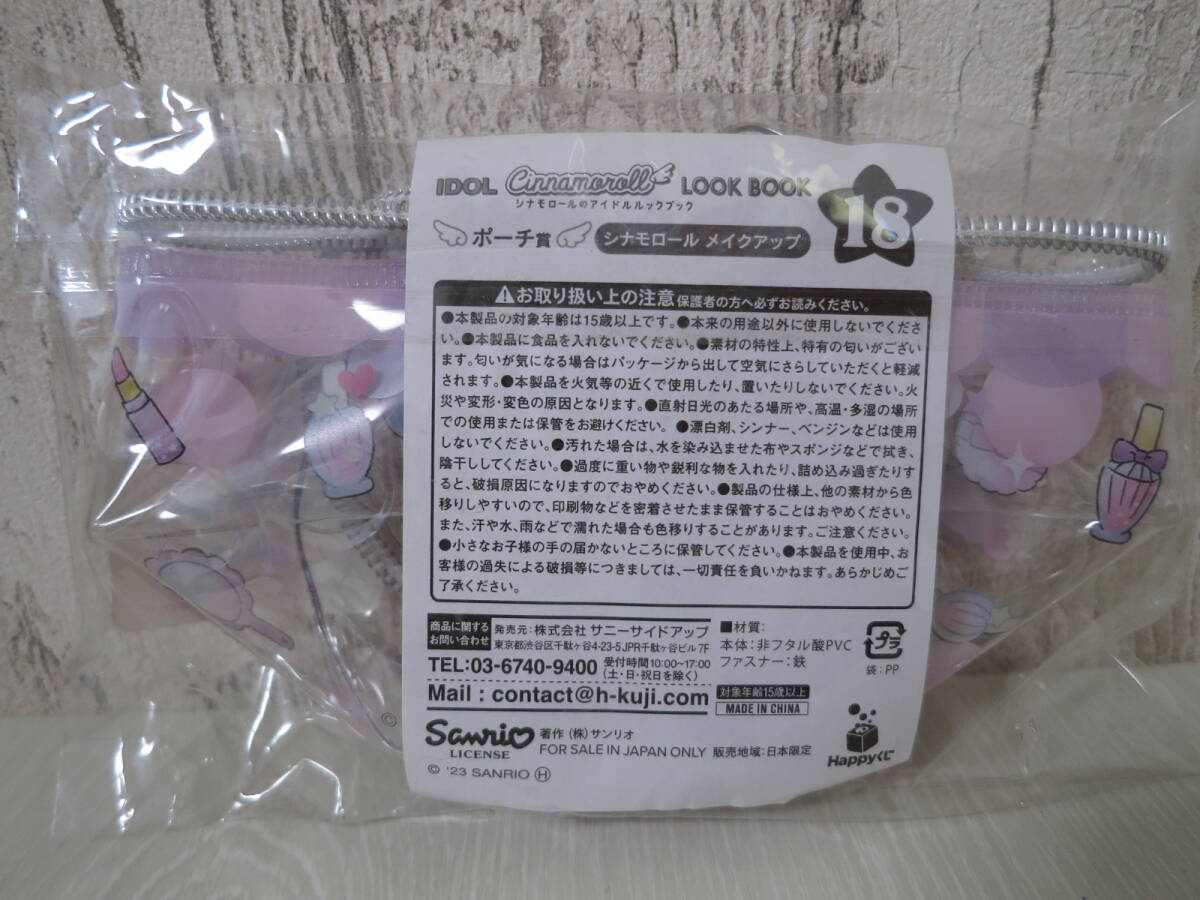 IDOL Cinnamoroll LOOK BOOK
シナモロールのアイドルルックブック
18
ポーチ賞 シナモロール メイクアップ
お取り扱い上の注意 保護者の方へ必ずお読みください。
●本製品の対象年齢は15歳以上です。●本来の用途以外に使用しないでくださ
い。●本製品に食品を入れないでください。●素材の特性上、特有の匂いがござい
ます。匂いが気になる場合はパッケージから出して空気にさらしていただくと軽減
されます。●本製品を火気等の近くで使用したり、置いたりしないでください。火
災や変形・変色の原因となります。●直射日光のあたる場所や、高温・多湿の場所
での使用または保管をお避けください。●漂白剤、シンナー、ベンジンなどは使用
しないでください。●汚れた場合は、水を染み込ませた布やスポンジなどで拭き、
陰干ししてください。●過度に重い物や鋭利な物を入れたり、詰め込み過ぎたりす
ると、破損原因になりますのでおやめください。●製品の仕様上、他の素材から色
移りしやすいので、印刷物などを密着させたまま保管することはおやめください。
また、汗や水、雨などで濡れた場合も色移りすることがあります。ご注意ください。
●小さなお子様の手の届かないところに保管してください。●本製品を使用中、お
客様の過失による破損等につきましては、一切責任を負いかねます。あらかじめご
了承ください。
商品に関する
お問い合わせ
発売元:株式会社 サニーサイドアップ
東京都渋谷区千駄ヶ谷4-23-5JPR千駄ヶ谷ビル 7F
TEL:03-6740-9400 受付時間10:00~17:00
(土・日・祝日を除く)
Mail : contact@h-kuji.com
■材質:
本体:非フタル酸PVC
ファスナー:鉄
プラ
袋:PP
対象年齢15歳以上
MADE IN CHINA
Sanrio
LICENSE
著作 (株) サンリオ
FOR SALE IN JAPAN ONLY 販売地域:日本限定
© '23 SANRIO Ⓗ
Happyくじ
©